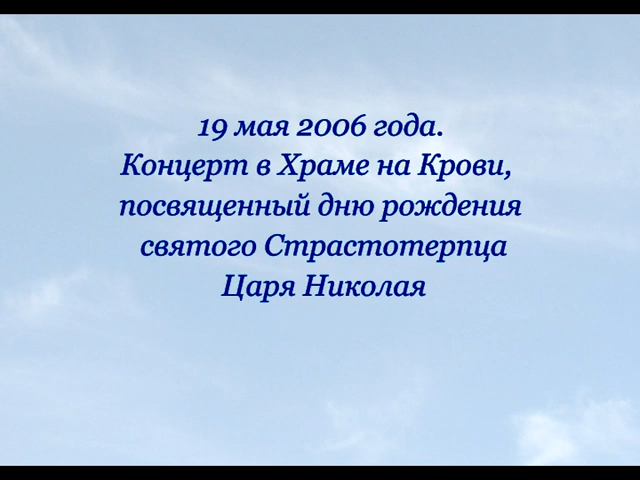 19 мая 2006 года.
Концерт в Храме на Крови,
посвященный дню рождения
святого Страстотерпца
Царя Николая